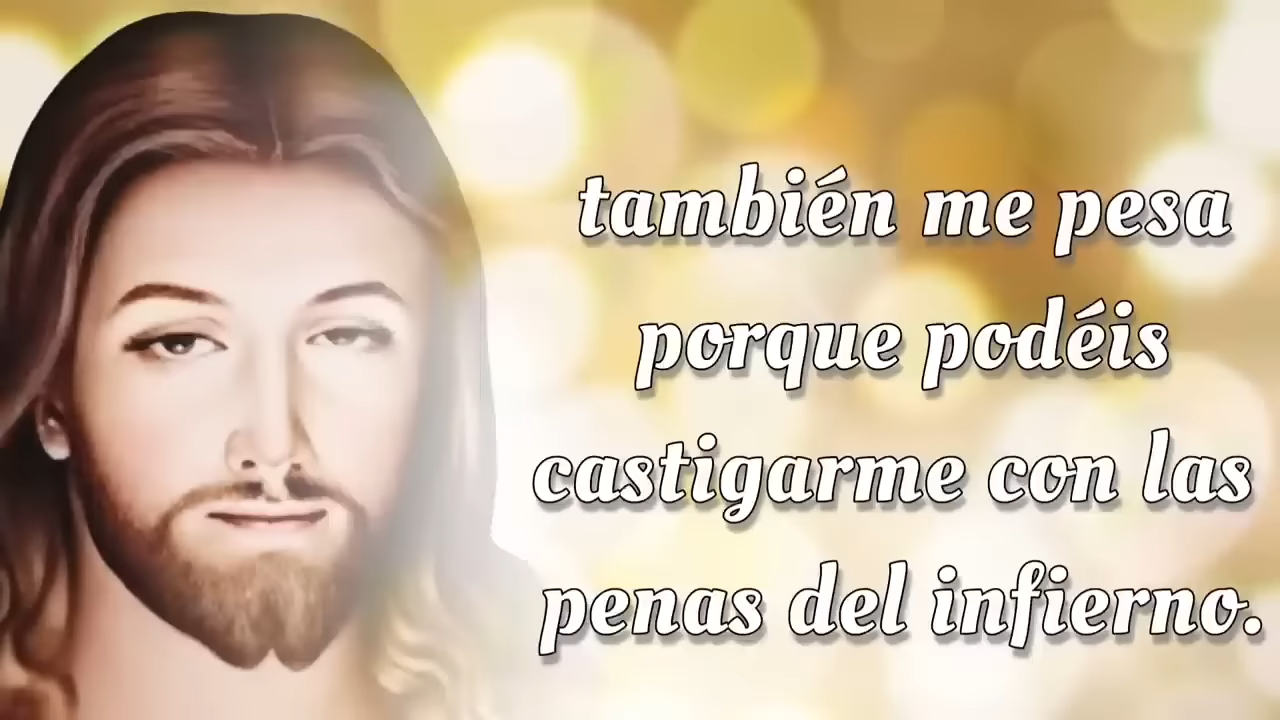 también me pesa
porque podéis
castigarme con las
penas del infierno.